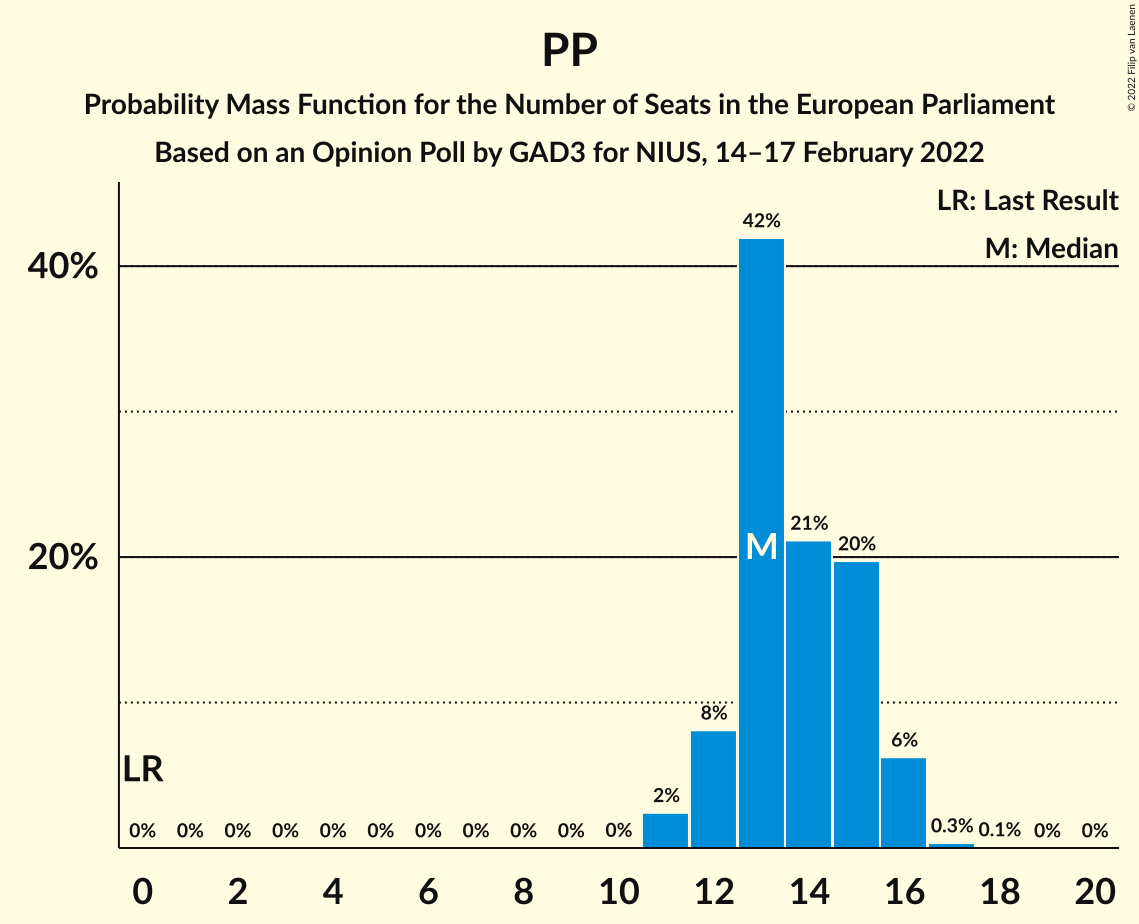 PP
Probability Mass Function for the Number of Seats in the European Parliament
Based on an Opinion Poll by GAD3 for NIUS, 14–17 February 2022
© 2022 Filip van Laenen
LR: Last Result
M: Median
40%
20%
42%
M
21%
20%
8%
6%
2%
LR
0% 0% 0% 0% 0% 0% 0% 0% 0% 0% 0% 0.3% 0.1% 0% 0%
0 2 4 6 8 10 12 14 16 18 20